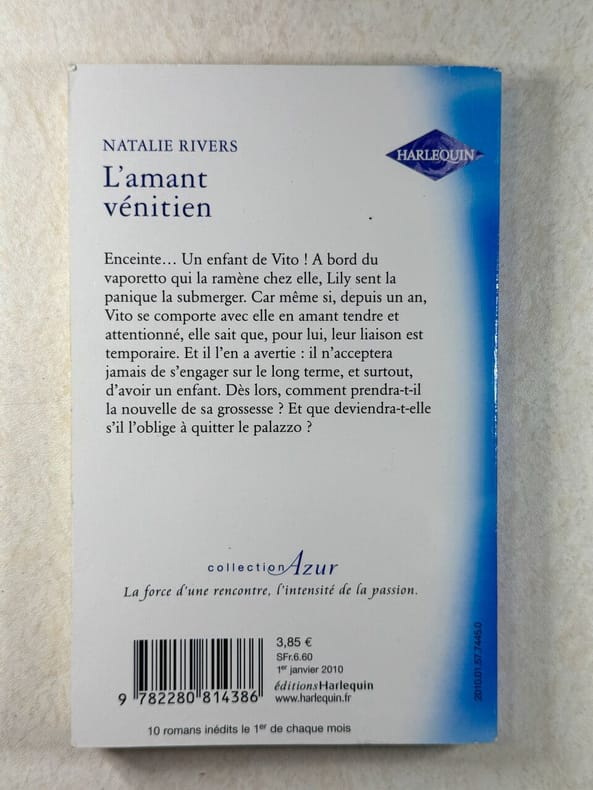 NATALIE RIVERS
HARLEQUIN
L'amant
vénitien
Enceinte… Un enfant de Vito ! A bord du
vaporetto qui la ramène chez elle, Lily sent la
panique la submerger. Car même si, depuis un an,
Vito se comporte avec elle en amant tendre et
attentionné, elle sait que, pour lui, leur liaison est
temporaire. Et il l'en a avertie : il n'acceptera
jamais de s'engager sur le long terme, et surtout,
d'avoir un enfant. Dès lors, comment prendra-t-il
la nouvelle de sa grossesse ? Et que deviendra-t-elle
s'il l'oblige à quitter le palazzo ?
collection Azur
La force d'une rencontre, l'intensité de la passion.
3,85 €
SFr.6.60
1er janvier 2010
éditionsHarlequin
www.harlequin.fr
9 782280 814386
10 romans inédits le 1er de chaque mois
2010.01.57.7445.0